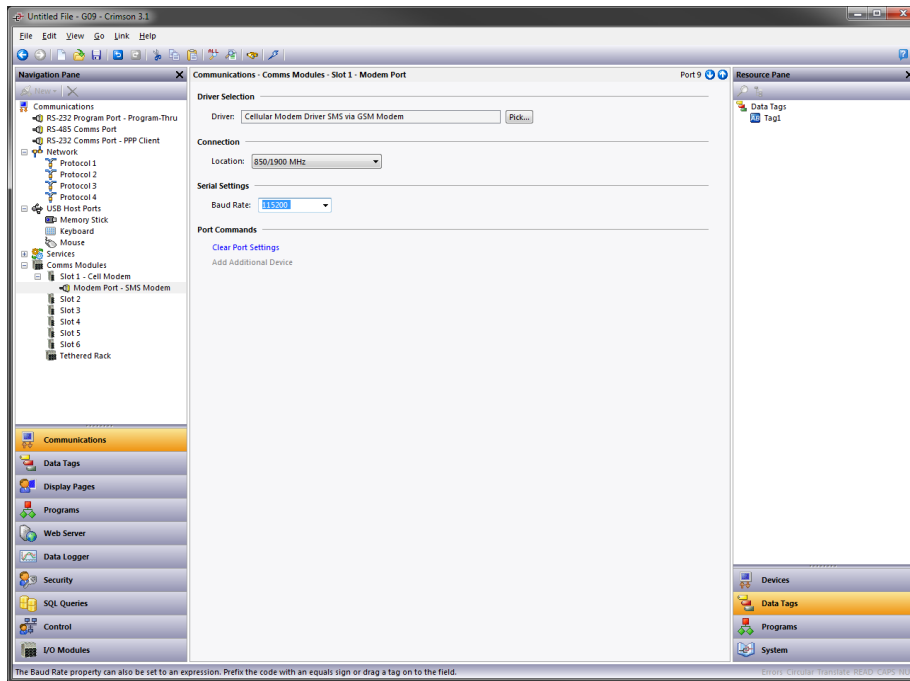 Untitled File - G09 - Crimson 3.1
File Edit View Go Link Help
Navigation Pane
New
Communications
RS-232 Program Port - Program-Thru
RS-485 Comms Port
RS-232 Comms Port - PPP Client
Network
Protocol 1
Protocol 2
Protocol 3
Protocol 4
USB Host Ports
Memory Stick
Keyboard
Mouse
Services
Comms Modules
Slot 1 - Cell Modem
Modem Port - SMS Modem
Slot 2
Slot 3
Slot 4
Slot 5
Slot 6
Tethered Rack
Communications
Data Tags
Display Pages
Programs
Web Server
Data Logger
Security
SQL Queries
Control
I/O Modules
Communications - Comms Modules - Slot 1 - Modem Port Port 9
Driver Selection
Driver: Cellular Modem Driver SMS via GSM Modem Pick...
Connection
Location: 850/1900 MHz
Serial Settings
Baud Rate: 115200
Port Commands
Clear Port Settings
Add Additional Device
Resource Pane
Data Tags
Tag1
Devices
Data Tags
Programs
System
The Baud Rate property can also be set to an expression. Prefix the code with an equals sign or drag a tag on to the field.
Errors Circular Translate READ CAPS